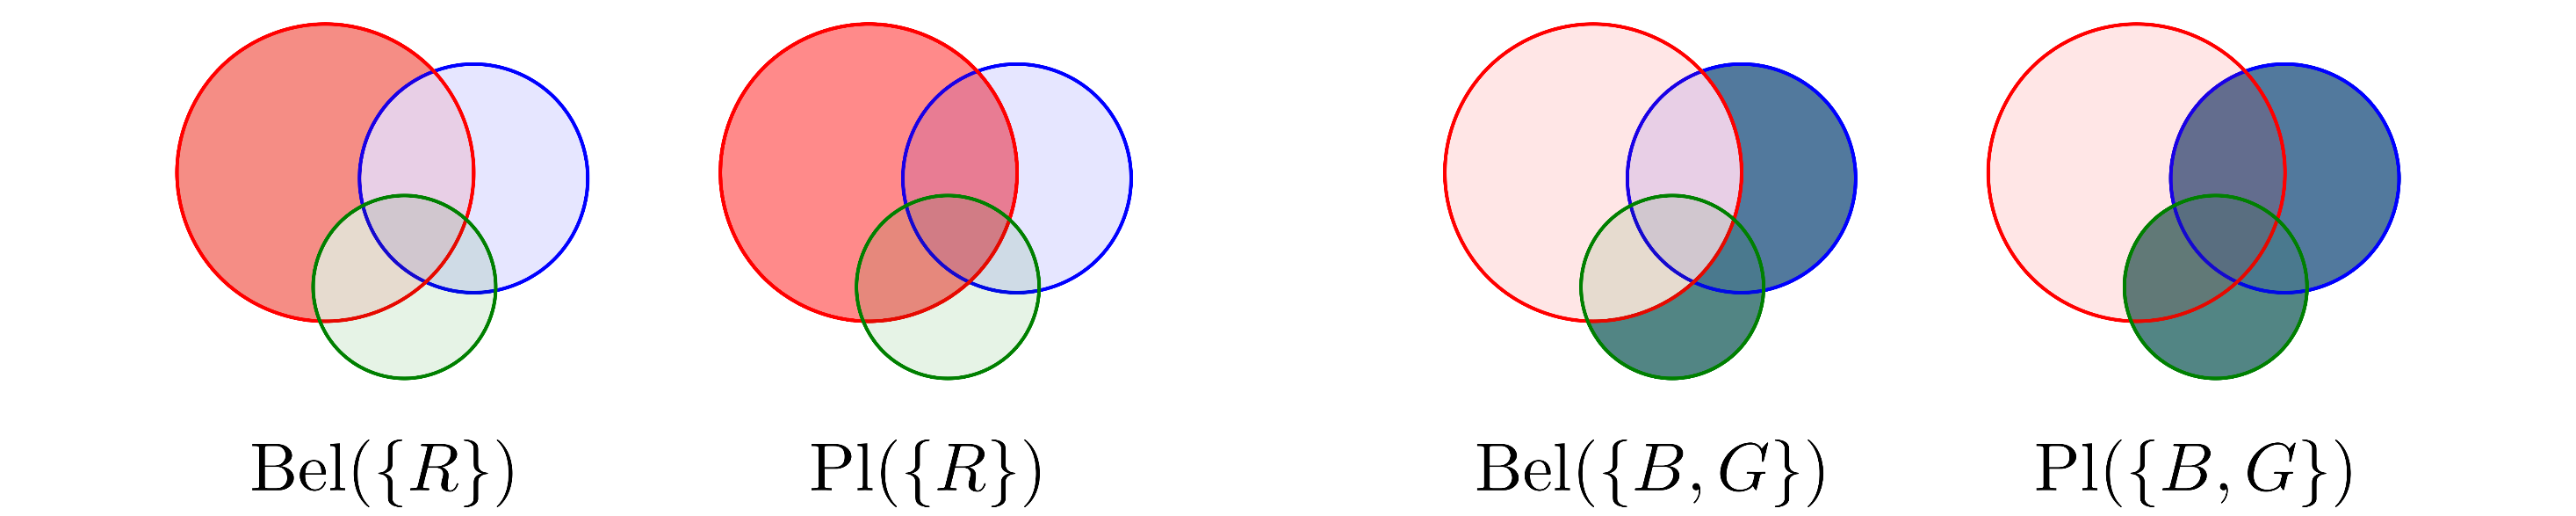 Bel({R}) Pl({R}) Bel({B, G}) Pl({B, G})